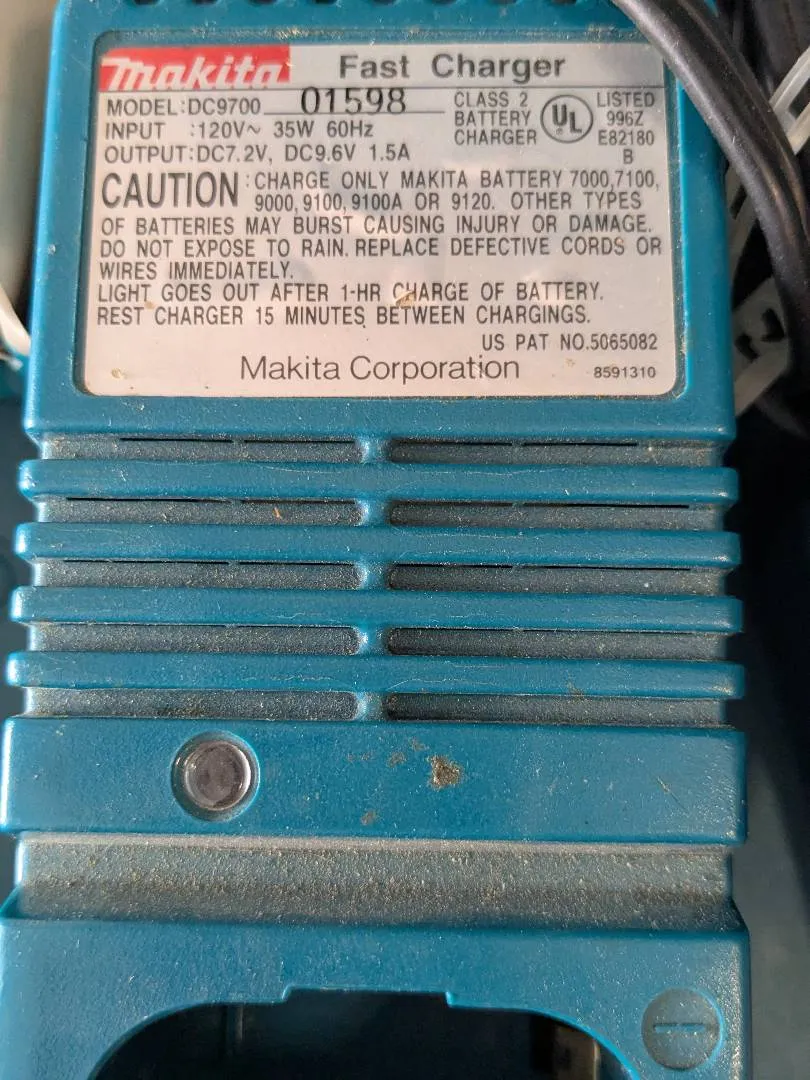 makita Fast Charger
MODEL:DC9700 01598
INPUT :120V~ 35W 60Hz
OUTPUT:DC7.2V, DC9.6V 1.5A
CLASS 2
BATTERY
CHARGER
UL
LISTED
996Z
E82180
B
CAUTION:CHARGE ONLY MAKITA BATTERY 7000,7100,
9000,9100,9100A OR 9120. OTHER TYPES
OF BATTERIES MAY BURST CAUSING INJURY OR DAMAGE.
DO NOT EXPOSE TO RAIN. REPLACE DEFECTIVE CORDS OR
WIRES IMMEDIATELY.
LIGHT GOES OUT AFTER 1-HR CHARGE OF BATTERY.
REST CHARGER 15 MINUTES BETWEEN CHARGINGS.
US PAT NO.5065082
Makita Corporation 8591310